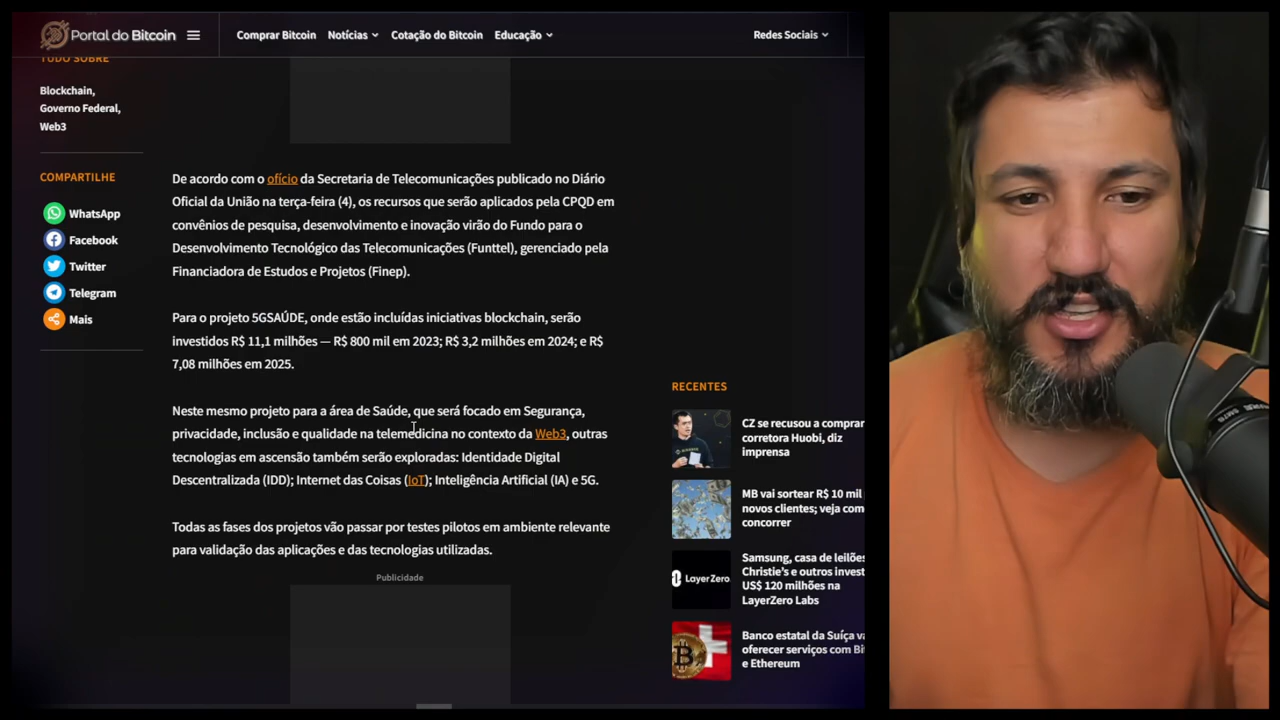 Portal do Bitcoin
Comprar Bitcoin
Notícias
Cotação do Bitcoin
Educação
Redes Sociais
TUDO SOBRE
Blockchain,
Governo Federal,
Web3
COMPARTILHE
WhatsApp
Facebook
Twitter
Telegram
Mais
De acordo com o ofício da Secretaria de Telecomunicações publicado no Diário
Oficial da União na terça-feira (4), os recursos que serão aplicados pela CPQD em
convênios de pesquisa, desenvolvimento e inovação virão do Fundo para o
Desenvolvimento Tecnológico das Telecomunicações (Funttel), gerenciado pela
Financiadora de Estudos e Projetos (Finep).
Para o projeto 5GSAÚDE, onde estão incluídas iniciativas blockchain, serão
investidos R$ 11,1 milhões — R$ 800 mil em 2023; R$ 3,2 milhões em 2024; e R$
7,08 milhões em 2025.
Neste mesmo projeto para a área de Saúde, que será focado em Segurança,
privacidade, inclusão e qualidade na telemedicina no contexto da Web3, outras
tecnologias em ascensão também serão exploradas: Identidade Digital
Descentralizada (IDD); Internet das Coisas (IoT); Inteligência Artificial (IA) e 5G.
Todas as fases dos projetos vão passar por testes pilotos em ambiente relevante
para validação das aplicações e das tecnologias utilizadas.
Publicidade
RECENTES
CZ se recusou a comprar
corretora Huobi, diz
imprensa
MB vai sortear R$ 10 mil
novos clientes; veja com
concorrer
LayerZero
Samsung, casa de leilões
Christie's e outros invest
US$ 120 milhões na
LayerZero Labs
Banco estatal da Suíça va
oferecer serviços com Bi
e Ethereum